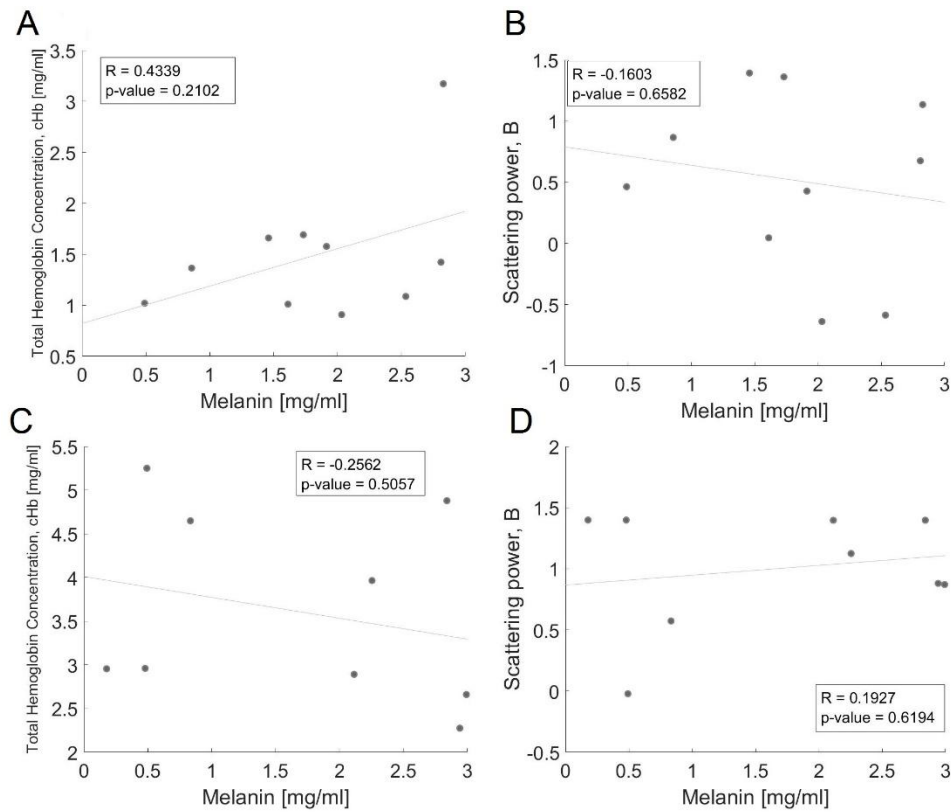 A
Total Hemoglobin Concentration, cHb [mg/ml]
3.5
3
2.5
2
1.5
1
0.5
R = 0.4339
p-value = 0.2102
0
0.5
1
1.5
2
2.5
3
Melanin [mg/ml]
B
Scattering power, B
1.5
1
0.5
0
-0.5
-1
R = -0.1603
p-value = 0.6582
0
0.5
1
1.5
2
2.5
3
Melanin [mg/ml]
C
Total Hemoglobin Concentration, cHb [mg/ml]
5.5
5
4.5
4
3.5
3
2.5
2
R = -0.2562
p-value = 0.5057
0
0.5
1
1.5
2
2.5
3
Melanin [mg/ml]
D
Scattering power, B
2
1.5
1
0.5
0
-0.5
R = 0.1927
p-value = 0.6194
0
0.5
1
1.5
2
2.5
3
Melanin [mg/ml]